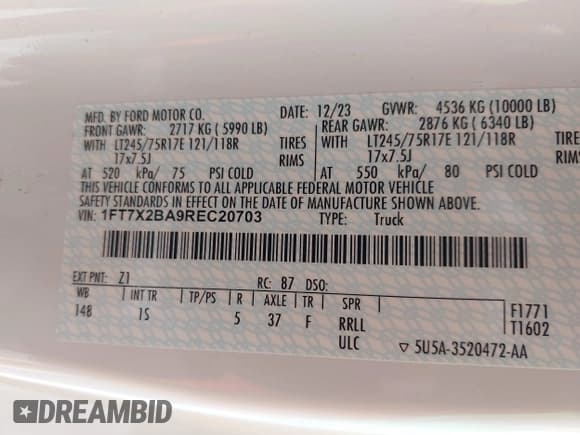 MFD. BY FORD MOTOR CO. DATE: 12/23 GVWR: 4536 KG (10000 LB)
FRONT GAWR: 2717 KG ( 5990 LB) REAR GAWR: 2876 KG ( 6340 LB)
WITH LT245/75R17E 121/118R TIRES WITH LT245/75R17E 121/118R TIRES
17x7.5J RIMS 17x7.5J RIMS
AT 520 kPa/ 75 PSI COLD AT 550 kPa/ 80 PSI COLD
THIS VEHICLE CONFORMS TO ALL APPLICABLE FEDERAL MOTOR VEHICLE
SAFETY STANDARDS IN EFFECT ON THE DATE OF MANUFACTURE SHOWN ABOVE.
VIN: 1FT7X2BA9REC20703 TYPE: Truck
EXT PNT: Z1 RC: 87 DSO:
WB INT TR TP/PS R AXLE TR SPR F1771
148 1S 5 37 F RRLL T1602
ULC ▽ 5U5A-3520472-AA
DREAMBID